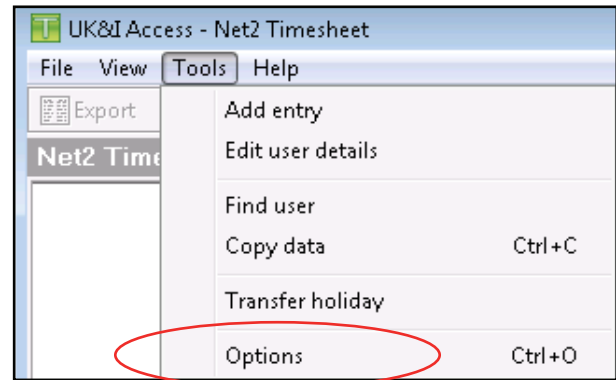 UK&I Access - Net2 Timesheet
File View Tools Help
Export
Add entry
Net2 Time
Edit user details
Find user
Copy data Ctrl+C
Transfer holiday
Options Ctrl+O